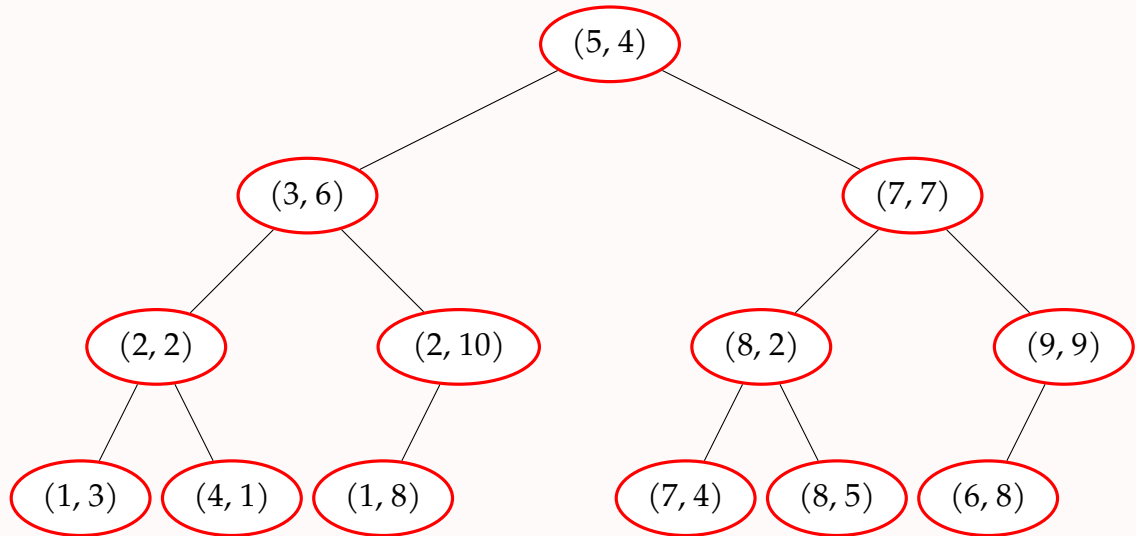 (5, 4)
(3, 6) (7, 7)
(2, 2) (2, 10) (8, 2) (9, 9)
(1, 3) (4, 1) (1, 8) (7, 4) (8, 5) (6, 8)